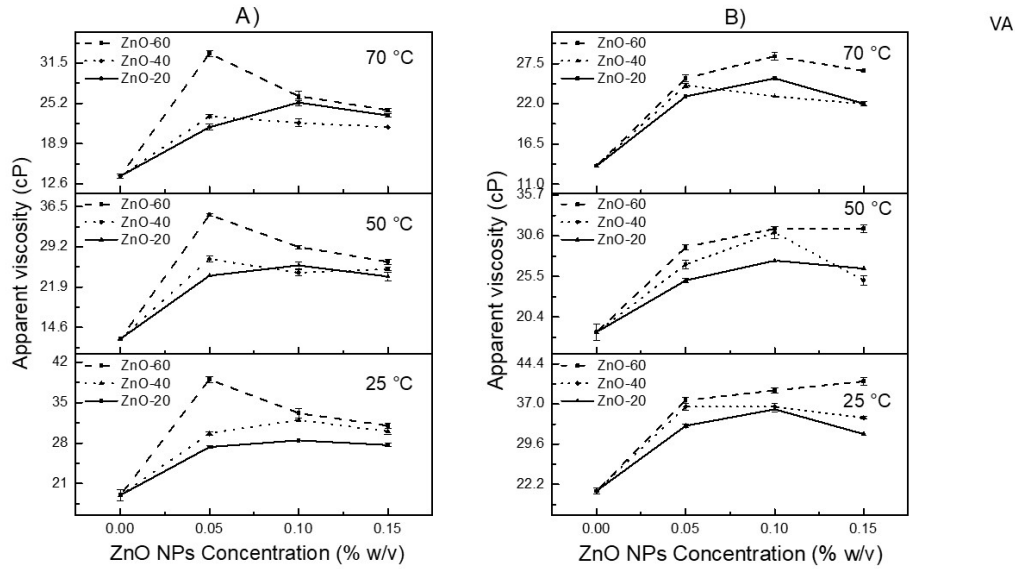 A)
B)
VA
ZnO-60
ZnO-40
ZnO-20
70 °C
31.5
25.2
18.9
12.6
ZnO-60
ZnO-40
ZnO-20
50 °C
36.5
29.2
21.9
14.6
ZnO-60
ZnO-40
ZnO-20
25 °C
42
35
28
21
0.00 0.05 0.10 0.15
Apparent viscosity (cP)
Apparent viscosity (cP)
ZnO NPs Concentration (% w/v)
ZnO-60
ZnO-40
ZnO-20
70 °C
27.5
22.0
16.5
11.0
ZnO-60
ZnO-40
ZnO-20
50 °C
35.7
30.6
25.5
20.4
ZnO-60
ZnO-40
ZnO-20
25 °C
44.4
37.0
29.6
22.2
0.00 0.05 0.10 0.15
Apparent viscosity (cP)
Apparent viscosity (cP)
ZnO NPs Concentration (% w/v)